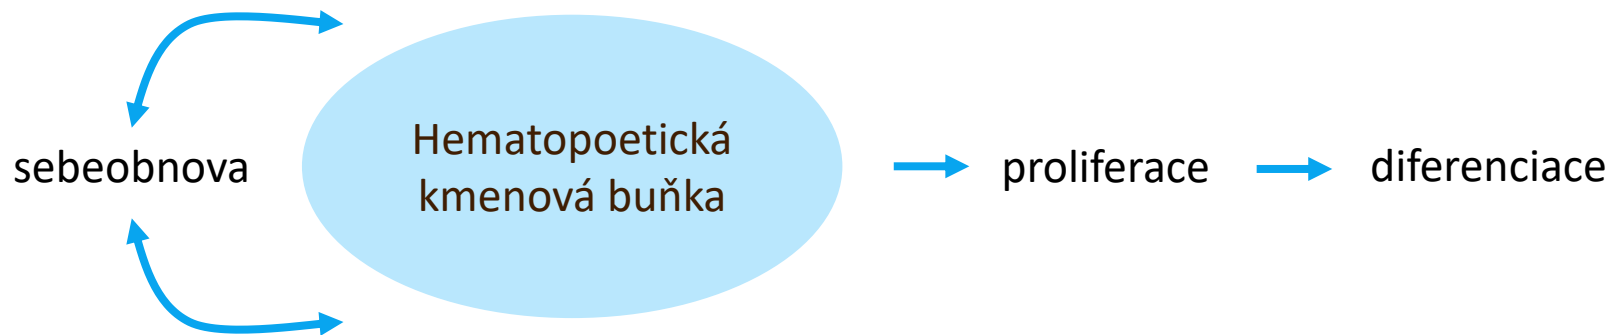 sebeobnova
Hematopoetická
kmenová buňka
proliferace
diferenciace